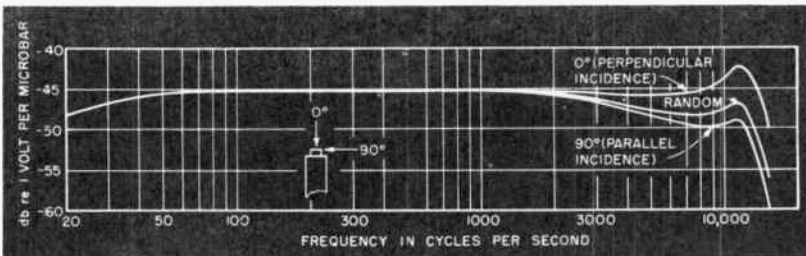 db re 1 VOLT PER MICROBAR
-40
-45
-50
-55
-60
0° (PERPENDICULAR
INCIDENCE)
RANDOM
90° (PARALLEL
INCIDENCE)
0°
90°
20
50
100
300
1000
3000
10,000
FREQUENCY IN CYCLES PER SECOND